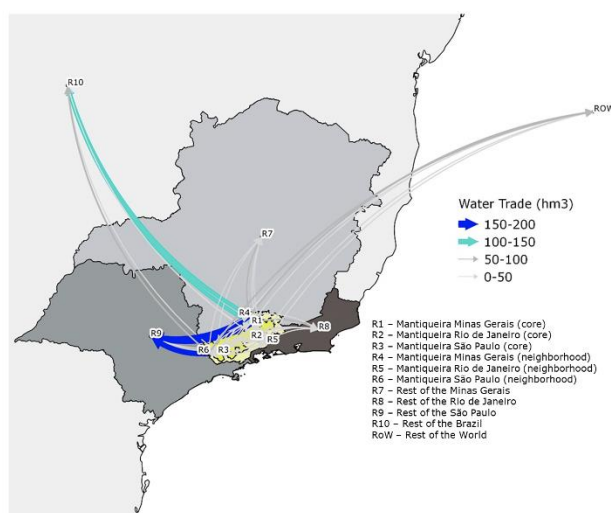 R10
ROW
R7
R4
R1
R9
R2
R8
R5
R6
R3
Water Trade (hm3)
150-200
100-150
50-100
0-50
R1 – Mantiqueira Minas Gerais (core)
R2 – Mantiqueira Rio de Janeiro (core)
R3 – Mantiqueira São Paulo (core)
R4 – Mantiqueira Minas Gerais (neighborhood)
R5 – Mantiqueira Rio de Janeiro (neighborhood)
R6 – Mantiqueira São Paulo (neighborhood)
R7 – Rest of the Minas Gerais
R8 – Rest of the Rio de Janeiro
R9 – Rest of the São Paulo
R10 – Rest of the Brazil
RoW – Rest of the World